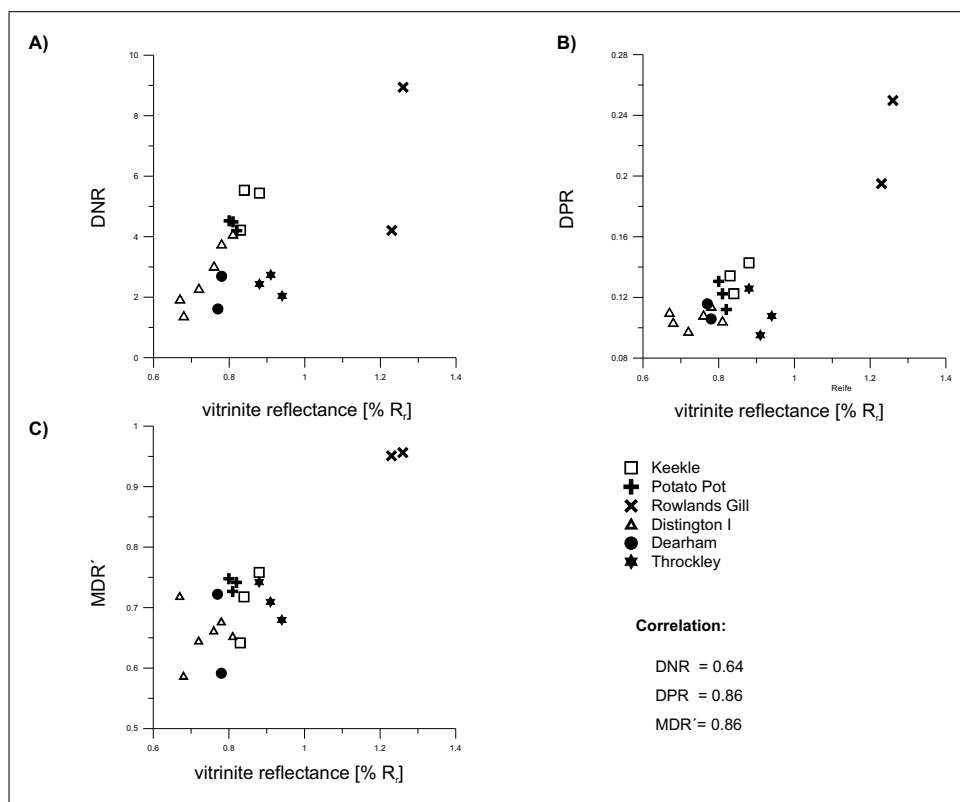 A)
10
8
6
4
2
0
DNR
0.6 0.8 1 1.2 1.4
vitrinite reflectance [% Rr]
B)
0.28
0.24
0.2
0.16
0.12
0.08
DPR
0.6 0.8 1 1.2 1.4
Reife
vitrinite reflectance [% Rr]
C)
1
0.9
0.8
0.7
0.6
0.5
MDR´
0.6 0.8 1 1.2 1.4
vitrinite reflectance [% Rr]
Keekle
Potato Pot
Rowlands Gill
Distington I
Dearham
Throckley
Correlation:
DNR = 0.64
DPR = 0.86
MDR´= 0.86